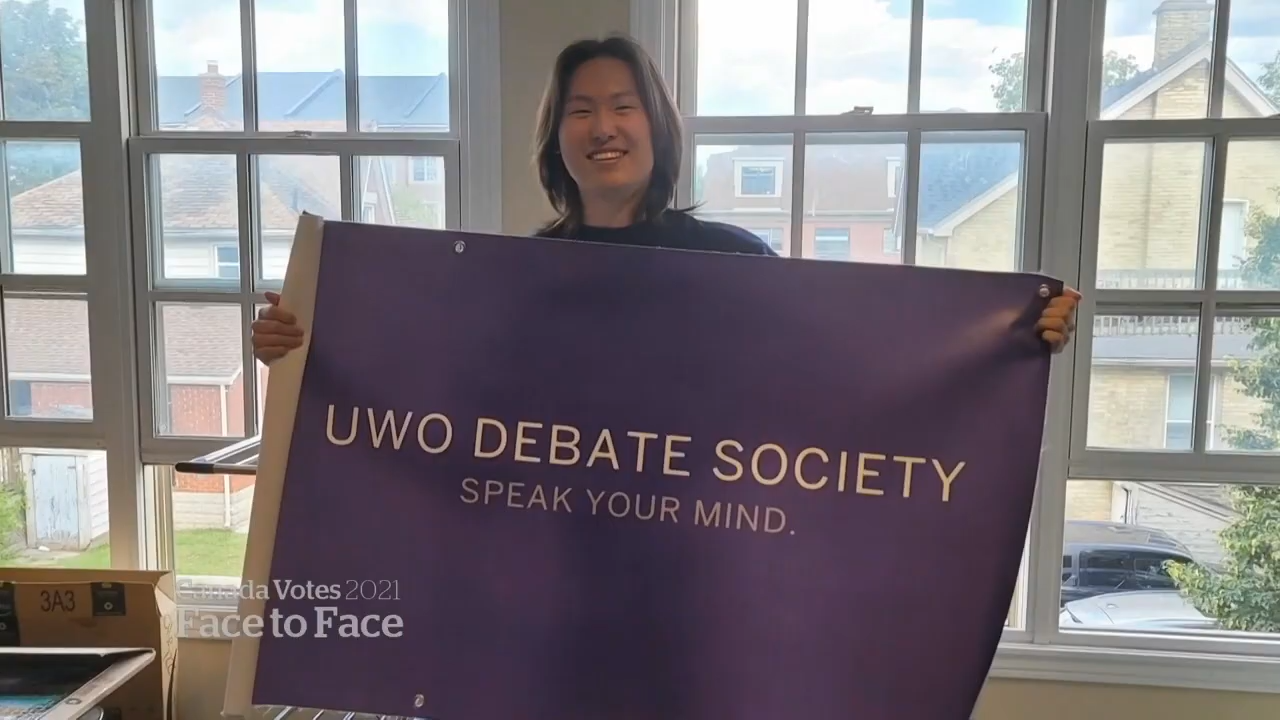 UWO DEBATE SOCIETY
SPEAK YOUR MIND.
Canada Votes 2021
Face to Face
3A3